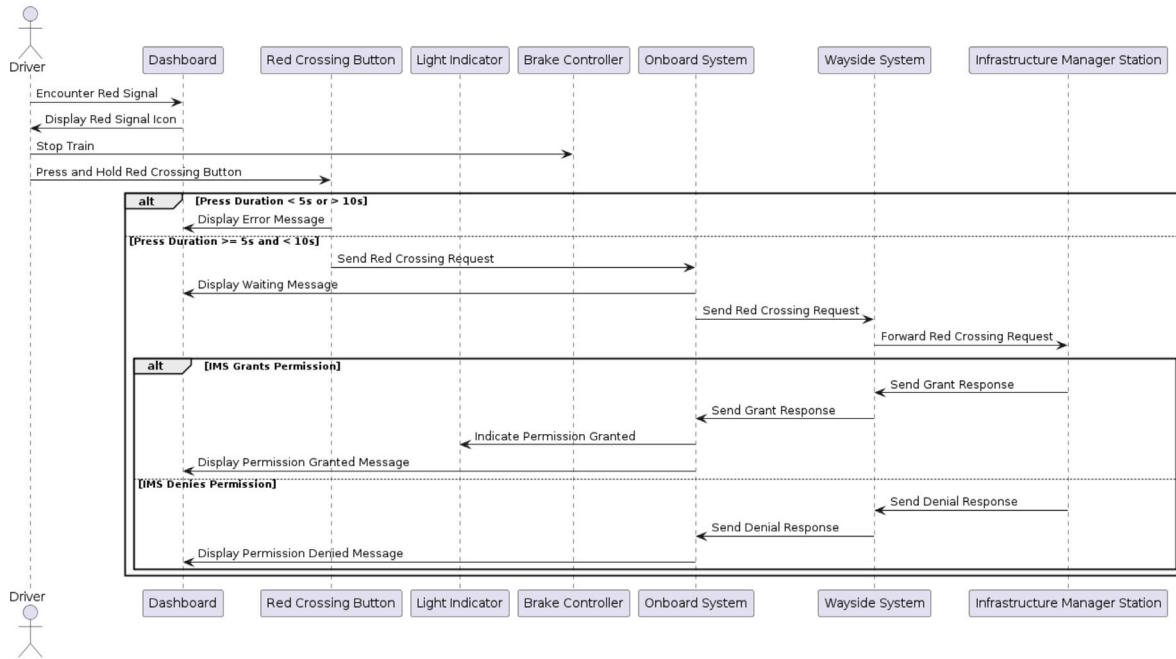 Driver
Dashboard
Red Crossing Button
Light Indicator
Brake Controller
Onboard System
Wayside System
Infrastructure Manager Station
Encounter Red Signal
Display Red Signal Icon
Stop Train
Press and Hold Red Crossing Button
alt
[Press Duration < 5s or > 10s]
Display Error Message
[Press Duration >= 5s and < 10s]
Send Red Crossing Request
Display Waiting Message
Send Red Crossing Request
Forward Red Crossing Request
alt
[IMS Grants Permission]
Send Grant Response
Send Grant Response
Indicate Permission Granted
Display Permission Granted Message
[IMS Denies Permission]
Send Denial Response
Send Denial Response
Display Permission Denied Message
Driver
Dashboard
Red Crossing Button
Light Indicator
Brake Controller
Onboard System
Wayside System
Infrastructure Manager Station